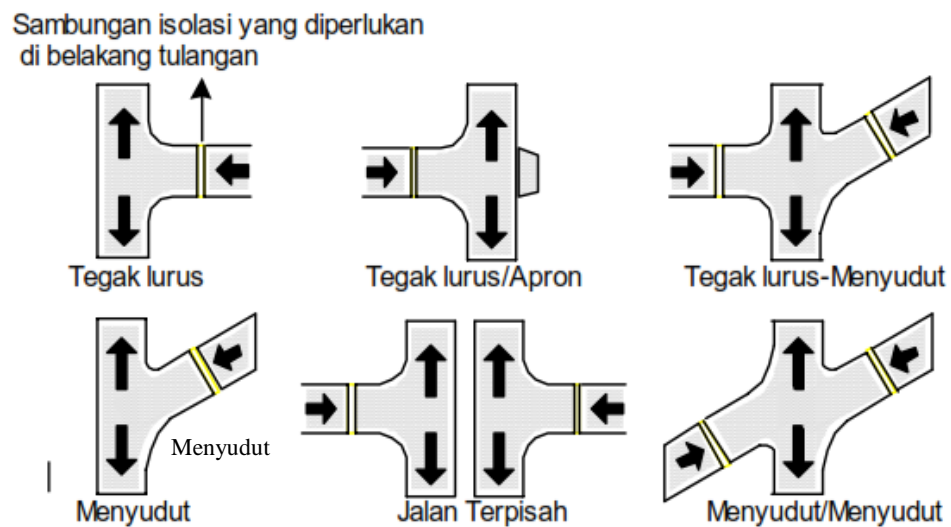 Sambungan isolasi yang diperlukan
di belakang tulangan
Tegak lurus
Tegak lurus/Apron
Tegak lurus-Menyudut
Menyudut
Menyudut
Jalan Terpisah
Menyudut/Menyudut